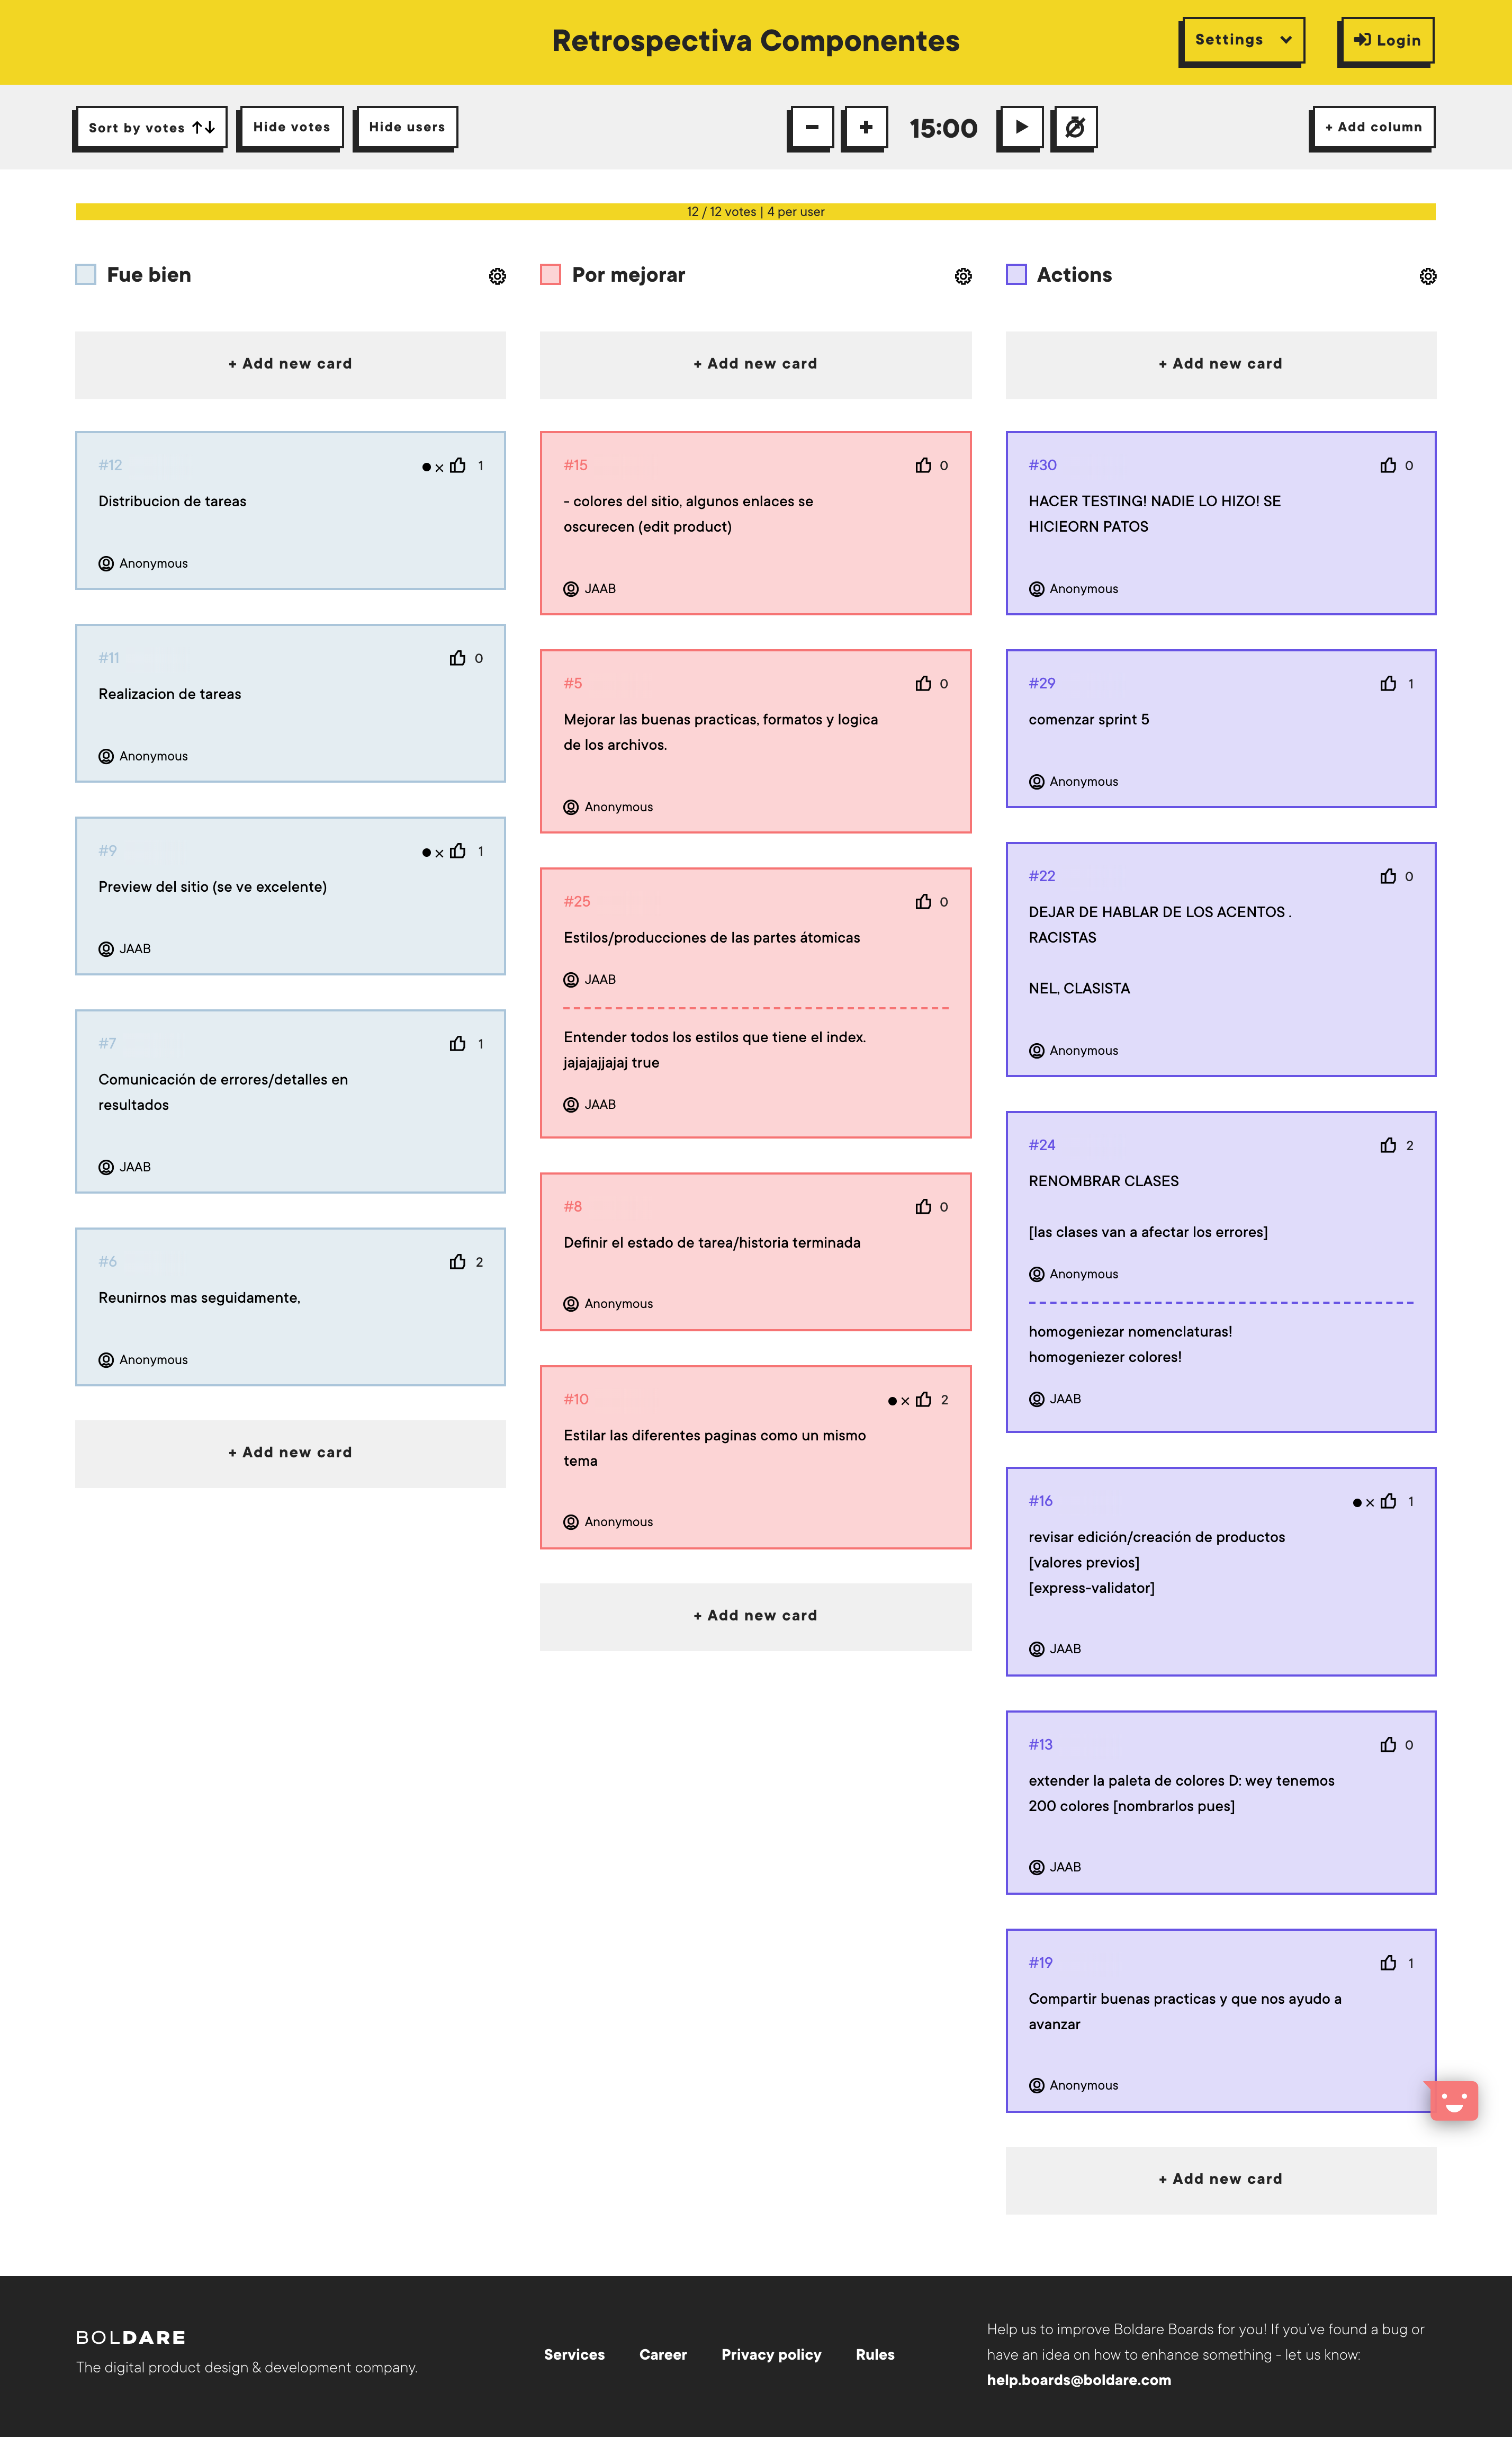 Retrospectiva Componentes
Settings
Login
Sort by votes
Hide votes
Hide users
15:00
+ Add column
12 / 12 votes | 4 per user
Fue bien
+ Add new card
#12
1
Distribucion de tareas
Anonymous
#11
0
Realizacion de tareas
Anonymous
#9
1
Preview del sitio (se ve excelente)
JAAB
#7
1
Comunicación de errores/detalles en
resultados
JAAB
#6
2
Reunirnos mas seguidamente,
Anonymous
+ Add new card
Por mejorar
+ Add new card
#15
0
- colores del sitio, algunos enlaces se
oscurecen (edit product)
JAAB
#5
0
Mejorar las buenas practicas, formatos y logica
de los archivos.
Anonymous
#25
0
Estilos/producciones de las partes átomicas
JAAB
Entender todos los estilos que tiene el index.
jajajajjajaj true
JAAB
#8
0
Definir el estado de tarea/historia terminada
Anonymous
#10
2
Estilar las diferentes paginas como un mismo
tema
Anonymous
+ Add new card
Actions
+ Add new card
#30
0
HACER TESTING! NADIE LO HIZO! SE
HICIEORN PATOS
Anonymous
#29
1
comenzar sprint 5
Anonymous
#22
0
DEJAR DE HABLAR DE LOS ACENTOS .
RACISTAS
NEL, CLASISTA
Anonymous
#24
2
RENOMBRAR CLASES
[las clases van a afectar los errores]
Anonymous
homogeniezar nomenclaturas!
homogeniezer colores!
JAAB
#16
1
revisar edición/creación de productos
[valores previos]
[express-validator]
JAAB
#13
0
extender la paleta de colores D: wey tenemos
200 colores [nombrarlos pues]
JAAB
#19
1
Compartir buenas practicas y que nos ayudo a
avanzar
Anonymous
+ Add new card
BOLDARE
The digital product design & development company.
Services
Career
Privacy policy
Rules
Help us to improve Boldare Boards for you! If you've found a bug or
have an idea on how to enhance something - let us know:
help.boards@boldare.com